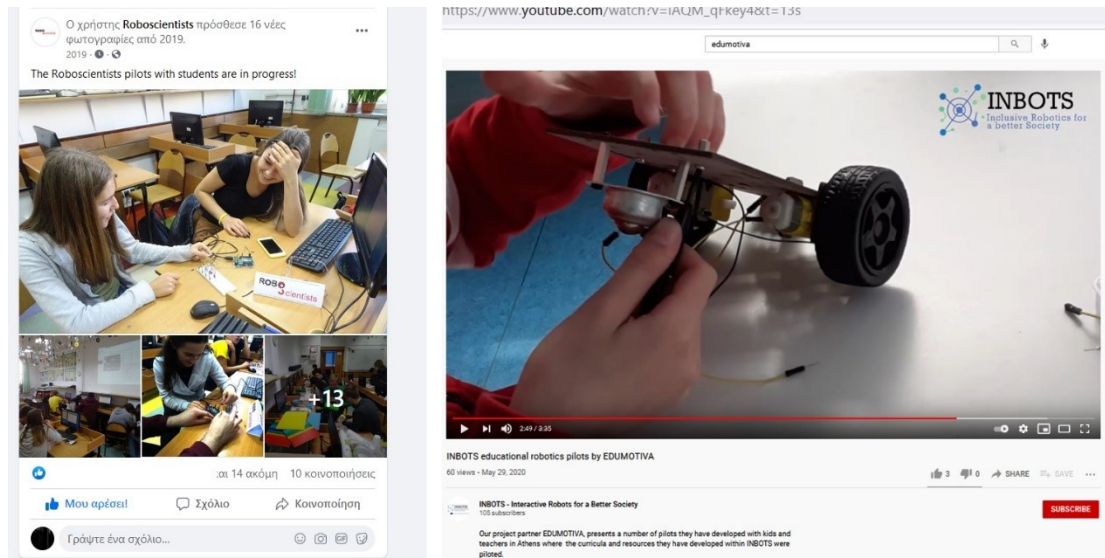 Ο χρήστης Roboscientists πρόσθεσε 16 νέες
φωτογραφίες από 2019.
2019
The Roboscientists pilots with students are in progress!
ROBO
Scientists
+13
αι 14 ακόμη 10 κοινοποιήσεις
Μου αρέσει! Σχόλιο Κοινοποίηση
Γράψτε ένα σχόλιο...
GIF
https://www.youtube.com/watch?v=iAQM_qFkey4&t=13s
edumotiva
INBOTS
Inclusive Robotics for
a better Society
2:49 / 3:35
INBOTS educational robotics pilots by EDUMOTIVA
60 views • May 29, 2020
3 0 SHARE SAVE
INBOTS - Interactive Robots for a Better Society
105 subscribers
SUBSCRIBE
Our project partner EDUMOTIVA, presents a number of pilots they have developed with kids and
teachers in Athens where the curricula and resources they have developed within INBOTS were
piloted.